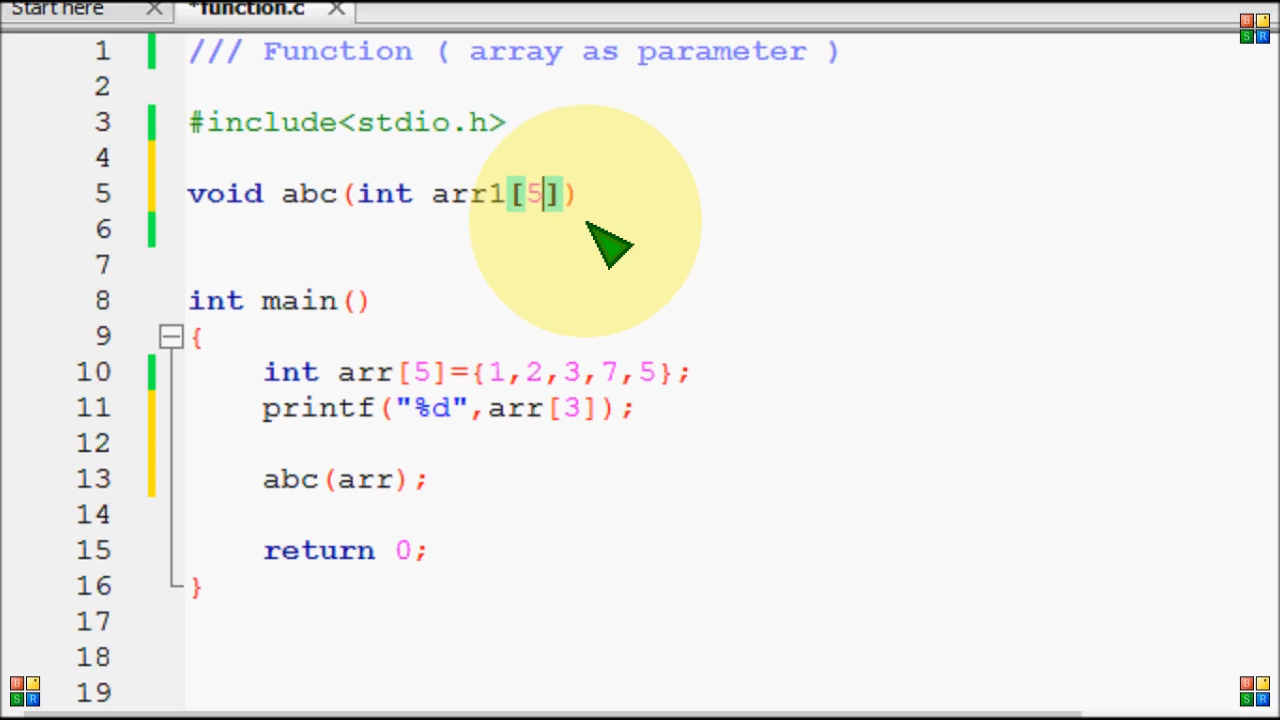 Start here
*function.c
1 /// Function ( array as parameter )
2
3 #include<stdio.h>
4
5 void abc(int arr1[5])
6
7
8 int main()
9 {
10 int arr[5]={1,2,3,7,5};
11 printf("%d",arr[3]);
12
13 abc(arr);
14
15 return 0;
16 }
17
18
19